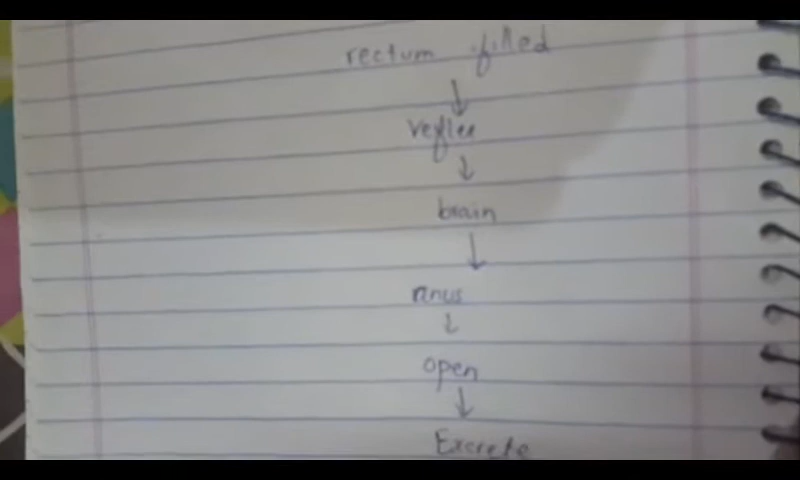 rectum filled
↓
reflex
↓
brain
↓
anus
↓
open
↓
Excrete